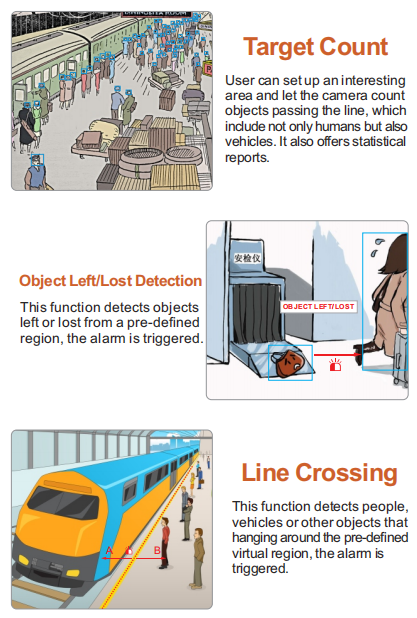 Target Count
User can set up an interesting
area and let the camera count
objects passing the line, which
include not only humans but also
vehicles. It also offers statistical
reports.
安检仪
OBJECT LEFT/LOST
Object Left/Lost Detection
This function detects objects
left or lost from a pre-defined
region, the alarm is triggered.
Line Crossing
This function detects people,
vehicles or other objects that
hanging around the pre-defined
virtual region, the alarm is
triggered.
A B